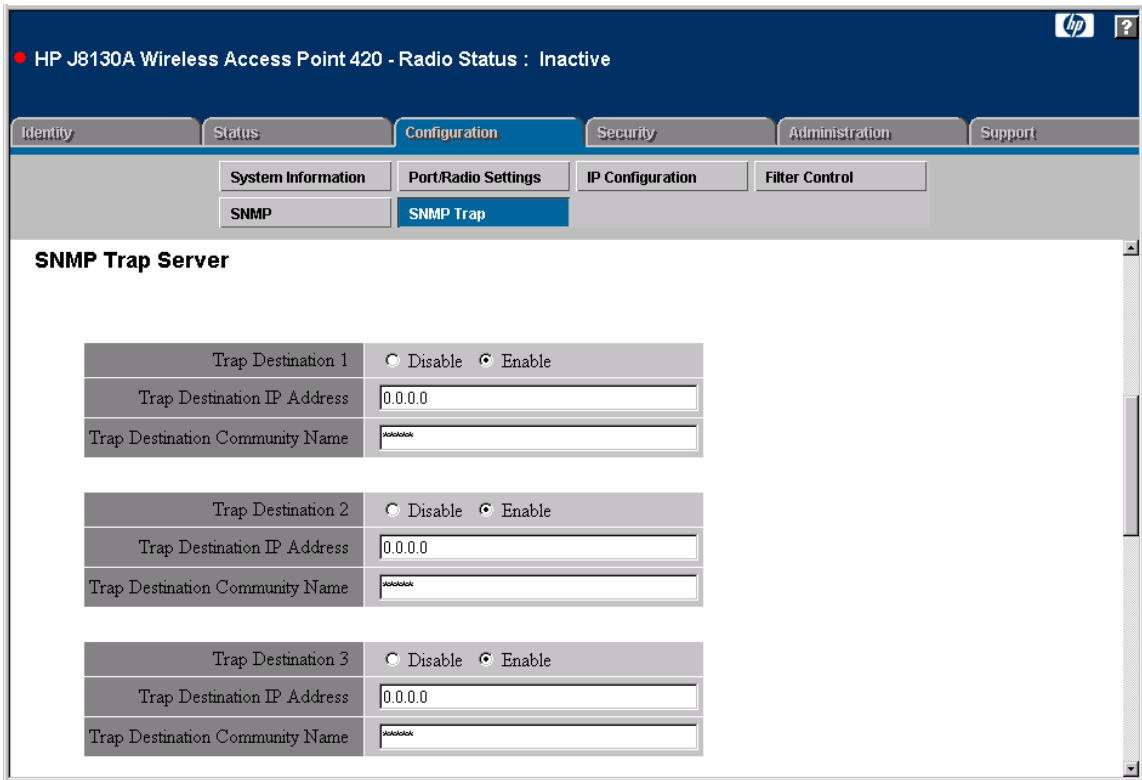 hp ?
HP J8130A Wireless Access Point 420 - Radio Status : Inactive
Identity Status Configuration Security Administration Support
System Information Port/Radio Settings IP Configuration Filter Control
SNMP SNMP Trap
SNMP Trap Server
Trap Destination 1 Disable Enable
Trap Destination IP Address 0.0.0.0
Trap Destination Community Name ******
Trap Destination 2 Disable Enable
Trap Destination IP Address 0.0.0.0
Trap Destination Community Name ******
Trap Destination 3 Disable Enable
Trap Destination IP Address 0.0.0.0
Trap Destination Community Name ******